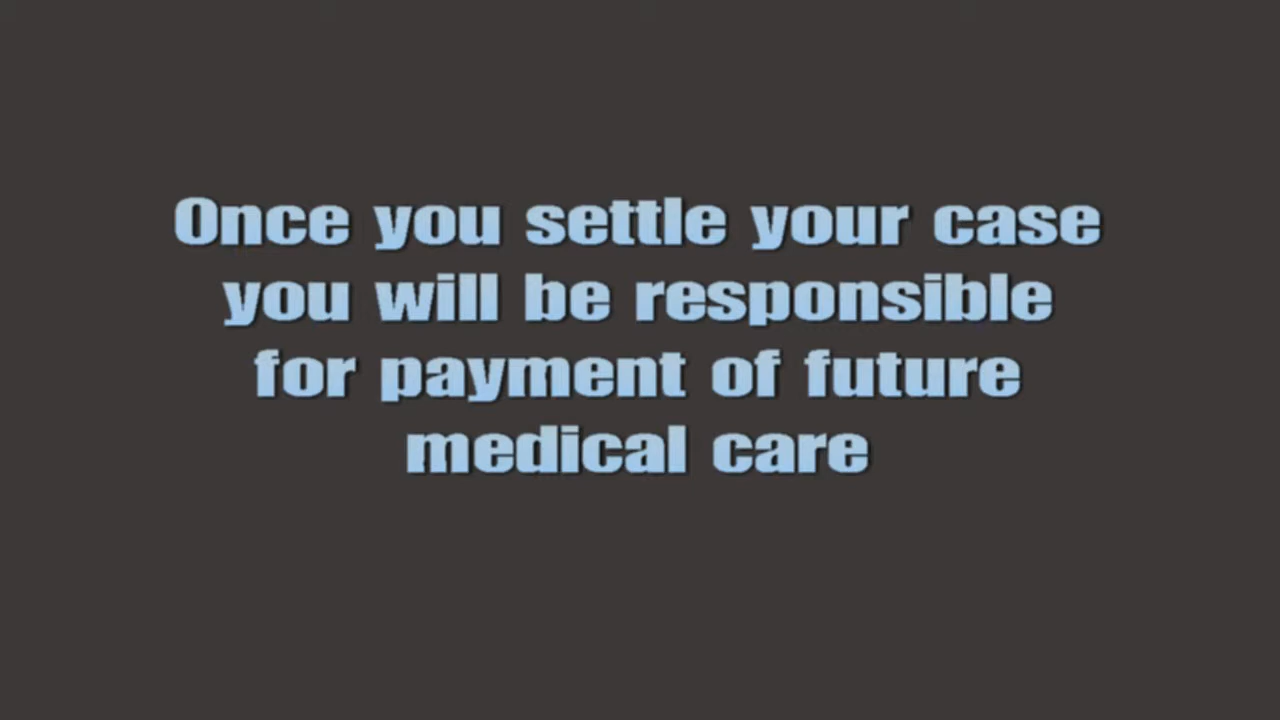 Once you settle your case
you will be responsible
for payment of future
medical care